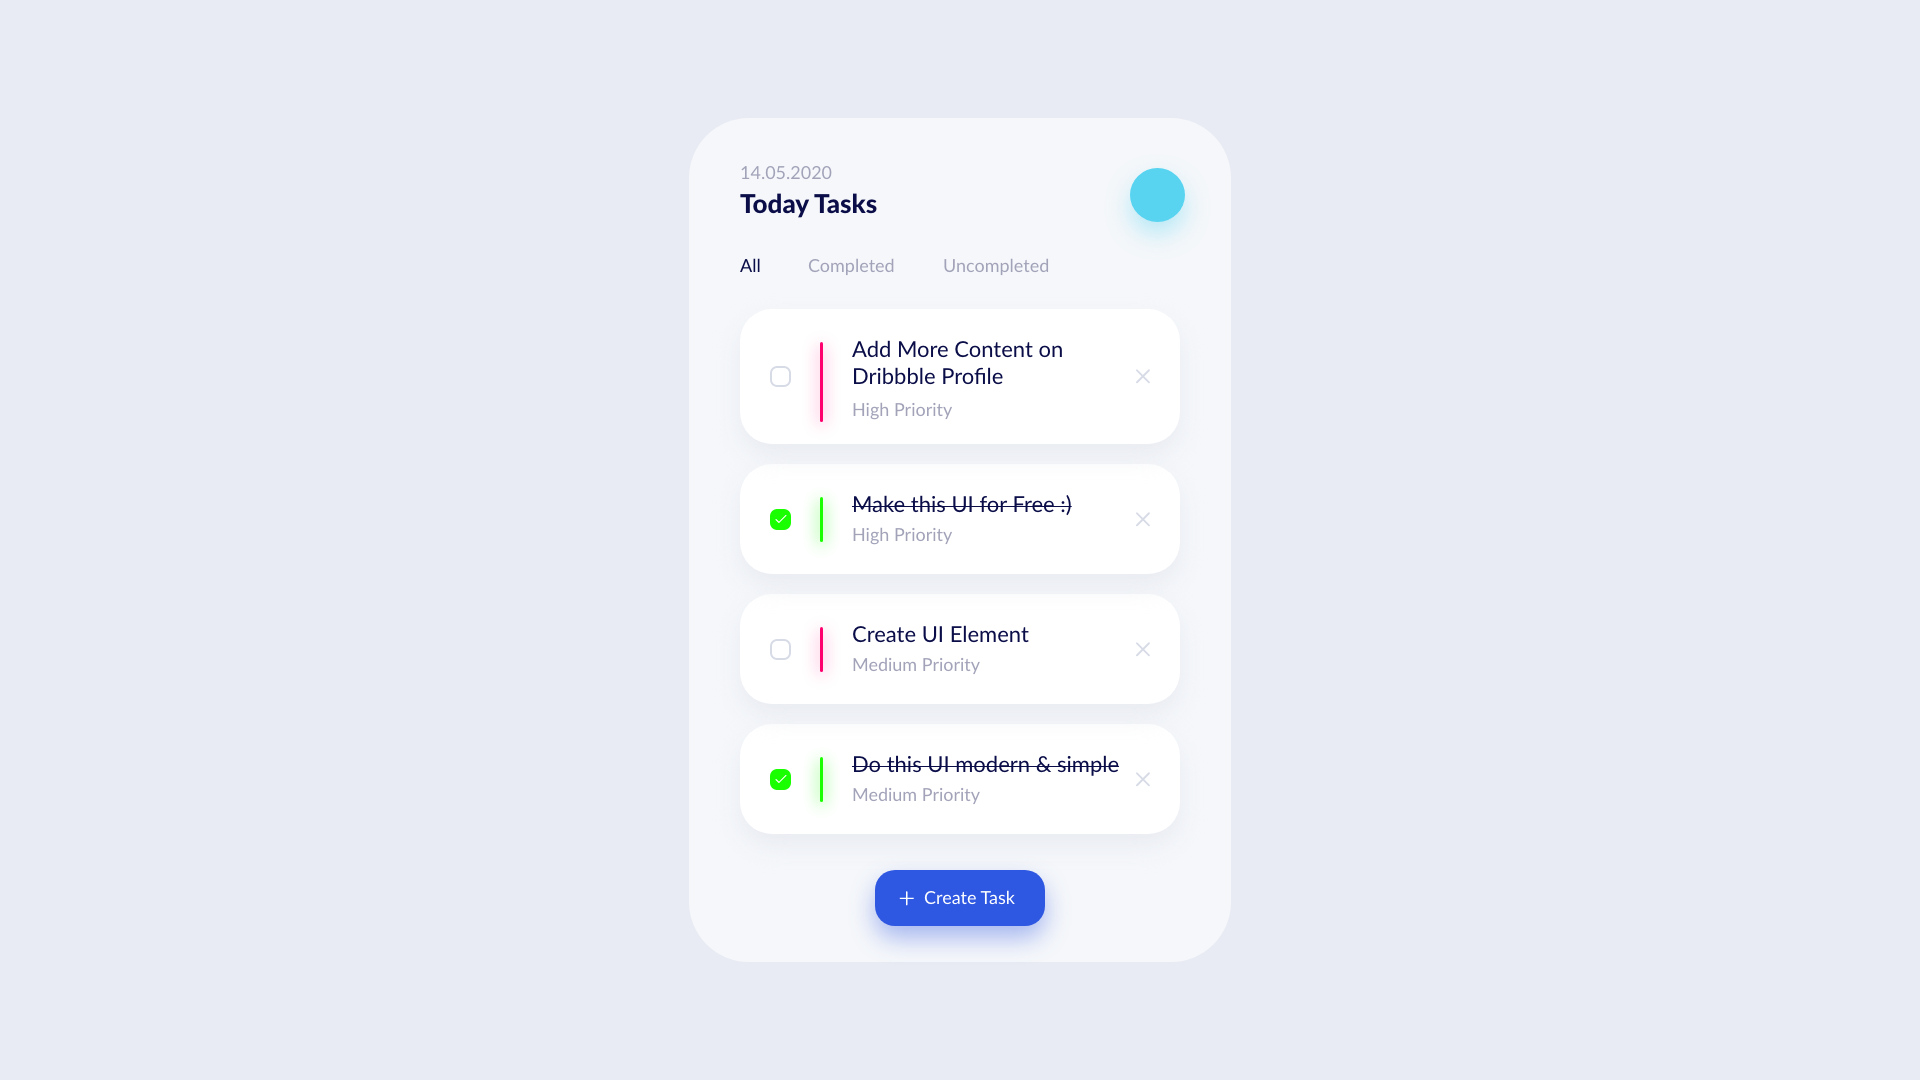 14.05.2020
Today Tasks
All Completed Uncompleted
Add More Content on
Dribbble Profile
High Priority
Make this UI for Free :)
High Priority
Create UI Element
Medium Priority
Do this UI modern & simple
Medium Priority
Create Task